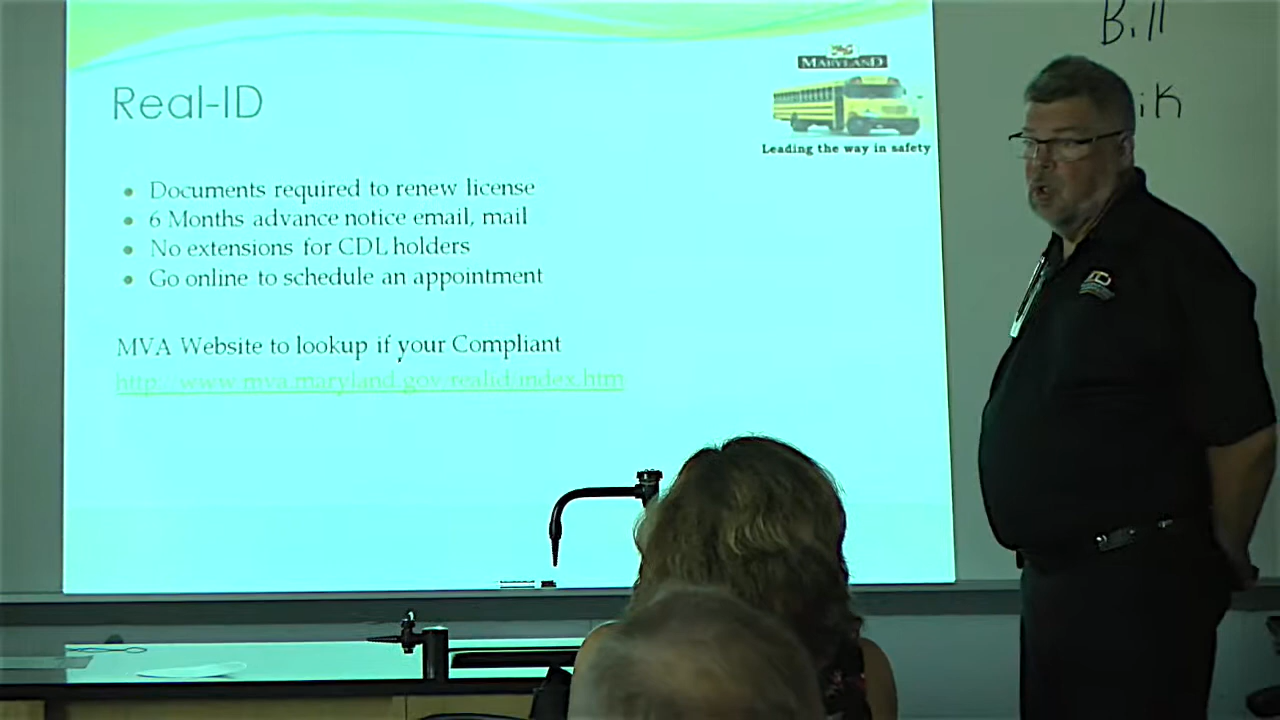 Bill
ik
MARYLAND
Leading the way in safety
Real-ID
Documents required to renew license
6 Months advance notice email, mail
No extensions for CDL holders
Go online to schedule an appointment
MVA Website to lookup if your Compliant
http://www.mva.maryland.gov/realid/index.htm